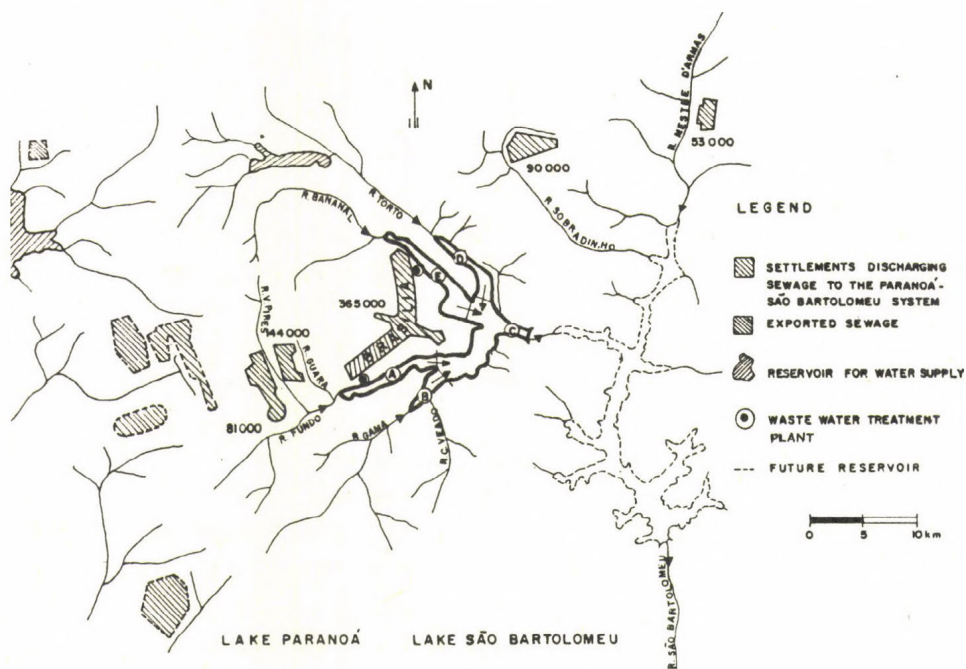 N
R. MESTRE D'ARMAS
53 000
90 000
R. SOBRADINHO
R. TORTO
R. BANANAL
D
E
365 000
R.V. PIRES
144 000
R. GUARÁ
C
A
B
81 000
R. FUNDO
R. GAMA
R.C. VEADO
LEGEND
SETTLEMENTS DISCHARGING
SEWAGE TO THE PARANOÁ-
SÃO BARTOLOMEU SYSTEM
EXPORTED SEWAGE
RESERVOIR FOR WATER SUPPLY
WASTE WATER TREATMENT
PLANT
FUTURE RESERVOIR
0 5 10 km
R. SÃO BARTOLOMEU
LAKE PARANOÁ LAKE SÃO BARTOLOMEU